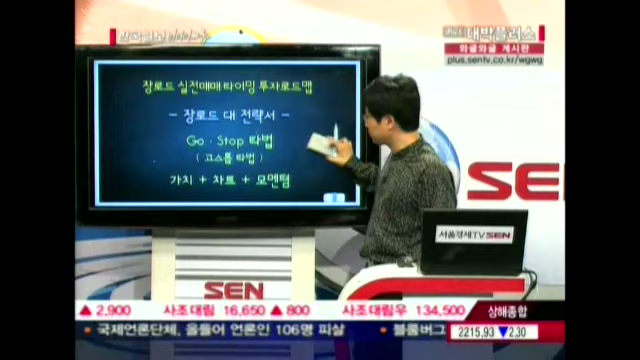 대박플러스
와글와글 게시판
plus.sentv.co.kr/wgwg
장로드 실전매매 타이밍 투자로드맵
- 장로드 대 전략서 -
Go · Stop 타법
( 고스톱 타법 )
가치 + 차트 + 모멘텀
SEN
서울경제TV SEN
SEN
▲ 2,900 사조대림 16,650 ▲ 800 사조대림우 134,500 상해종합
국제언론단체, 올들어 언론인 106명 피살 블룸버그 2215.93 ▼2.30